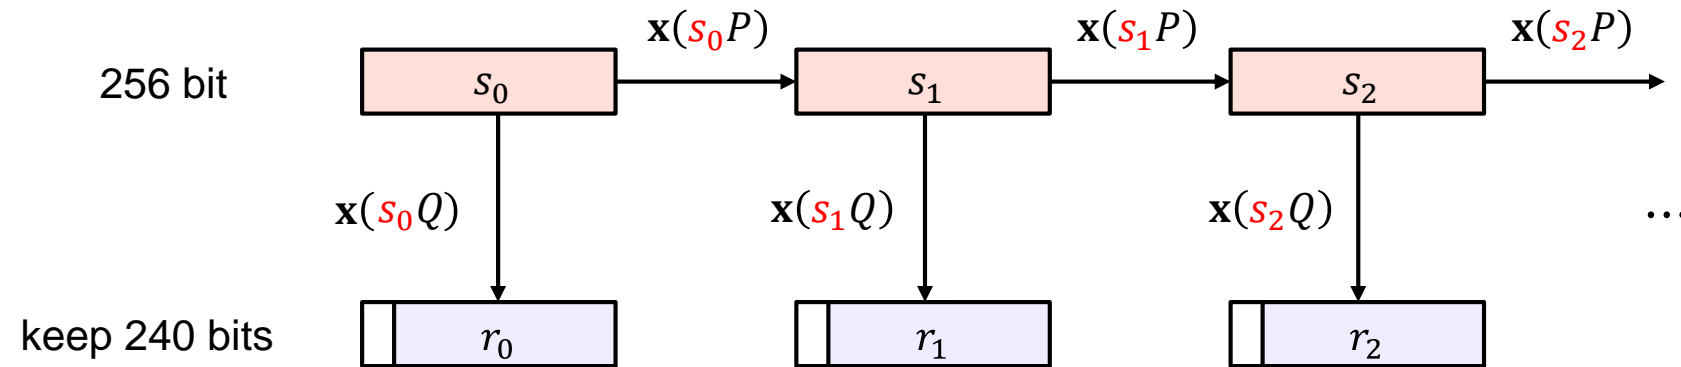 𝐱(s₀P) 𝐱(s₁P) 𝐱(s₂P)
256 bit s₀ s₁ s₂
𝐱(s₀Q) 𝐱(s₁Q) 𝐱(s₂Q) …
keep 240 bits r₀ r₁ r₂